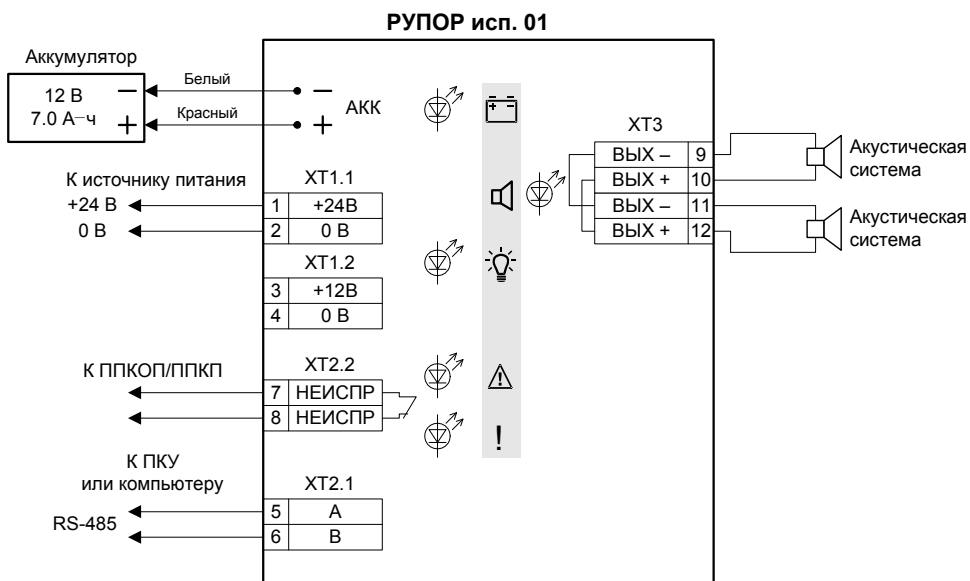 РУПОР исп. 01
Аккумулятор
12 В
7.0 А–ч
–
+
Белый
Красный
–
+
АКК
К источнику питания
+24 В
0 В
XT1.1
1 +24В
2 0 В
XT1.2
3 +12В
4 0 В
К ППКОП/ППКП
XT2.2
7 НЕИСПР
8 НЕИСПР
К ПКУ
или компьютеру
RS-485
XT2.1
5 A
6 B
+ -
!
!
XT3
ВЫХ – 9
ВЫХ + 10
ВЫХ – 11
ВЫХ + 12
Акустическая
система
Акустическая
система